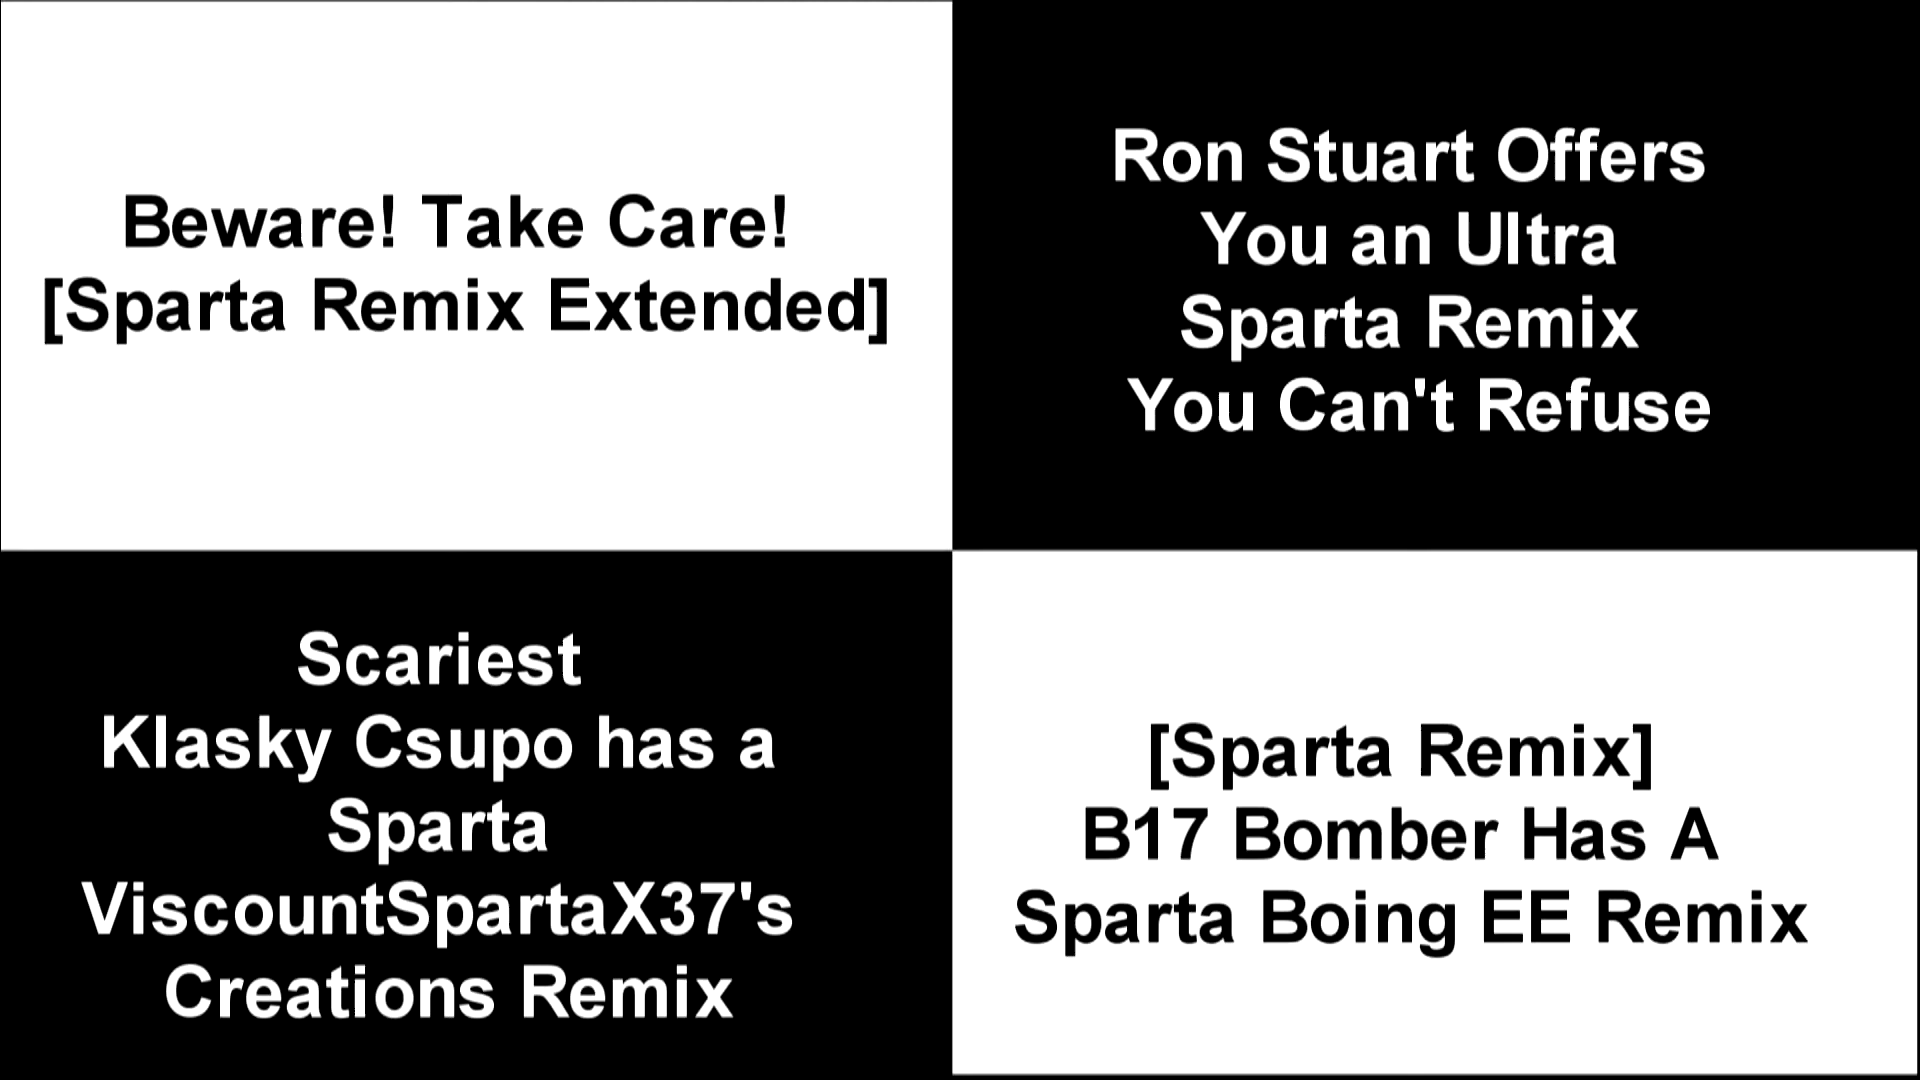 Beware! Take Care!
[Sparta Remix Extended]
Ron Stuart Offers
You an Ultra
Sparta Remix
You Can't Refuse
Scariest
Klasky Csupo has a
Sparta
ViscountSpartaX37's
Creations Remix
[Sparta Remix]
B17 Bomber Has A
Sparta Boing EE Remix